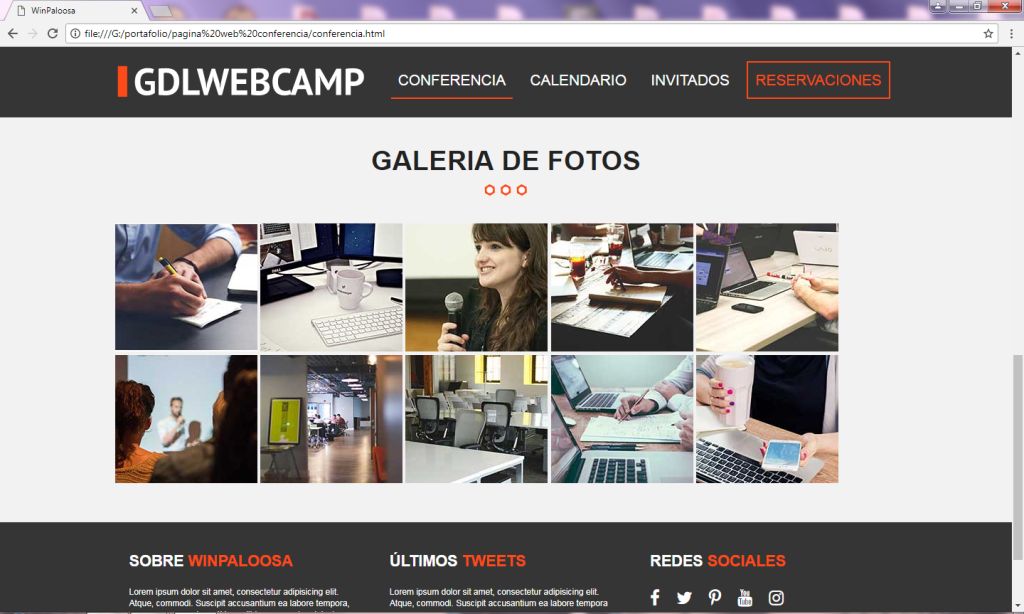 WinPaloosa
file:///G:/portafolio/pagina%20web%20conferencia/conferencia.html
GDLWEBCAMP
CONFERENCIA CALENDARIO INVITADOS RESERVACIONES
GALERIA DE FOTOS
SOBRE WINPALOOSA
Lorem ipsum dolor sit amet, consectetur adipisicing elit.
Atque, commodi. Suscipit accusantium ea labore tempora,
ÚLTIMOS TWEETS
Lorem ipsum dolor sit amet, consectetur adipisicing elit.
Atque, commodi. Suscipit accusantium ea labore tempora
REDES SOCIALES
You
Tube